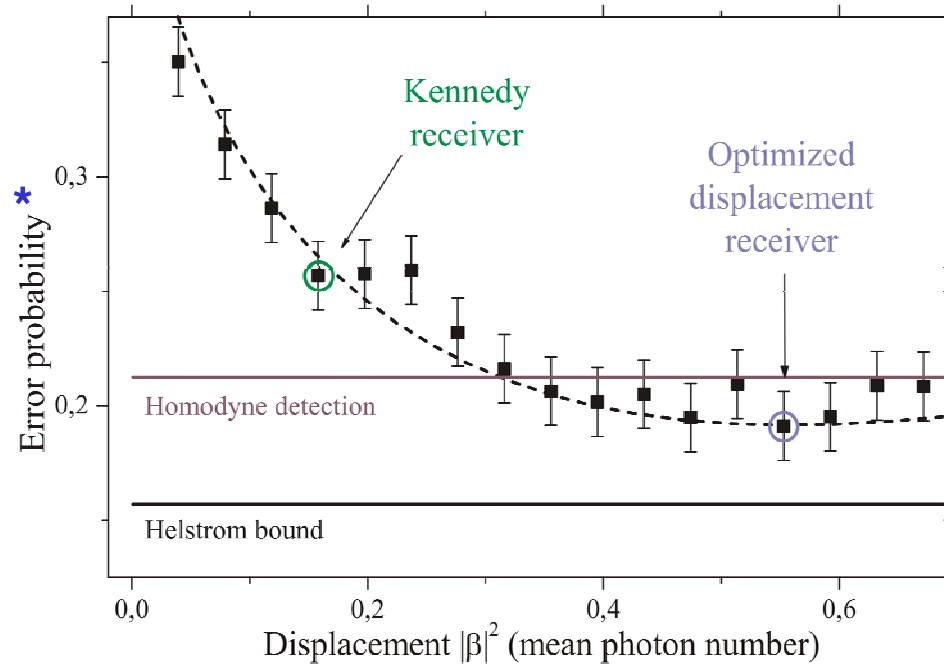 Kennedy
receiver
Optimized
displacement
receiver
Error probability*
0,3
0,2
Homodyne detection
Helstrom bound
0,0
0,2
0,4
0,6
Displacement |β|² (mean photon number)